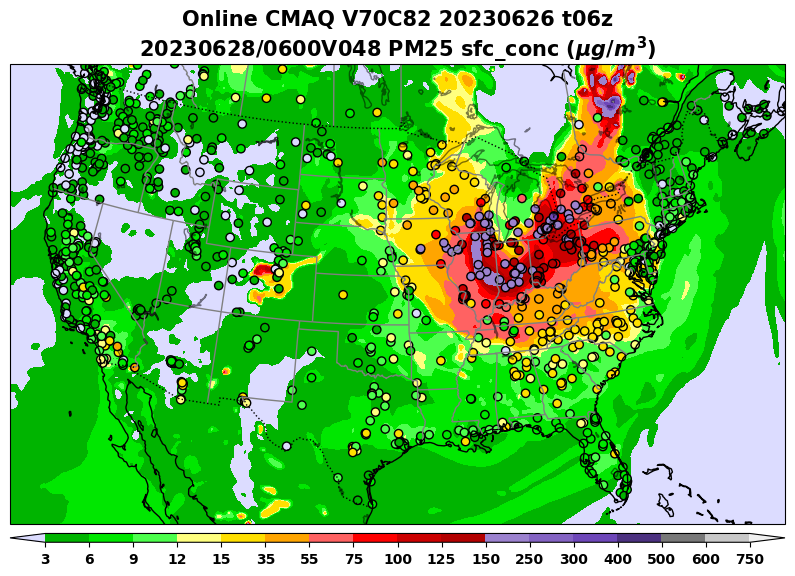 Online CMAQ V70C82 20230626 t06z
20230628/0600V048 PM25 sfc_conc (μg/m³)
3 6 9 12 15 35 55 75 100 125 150 250 300 400 500 600 750